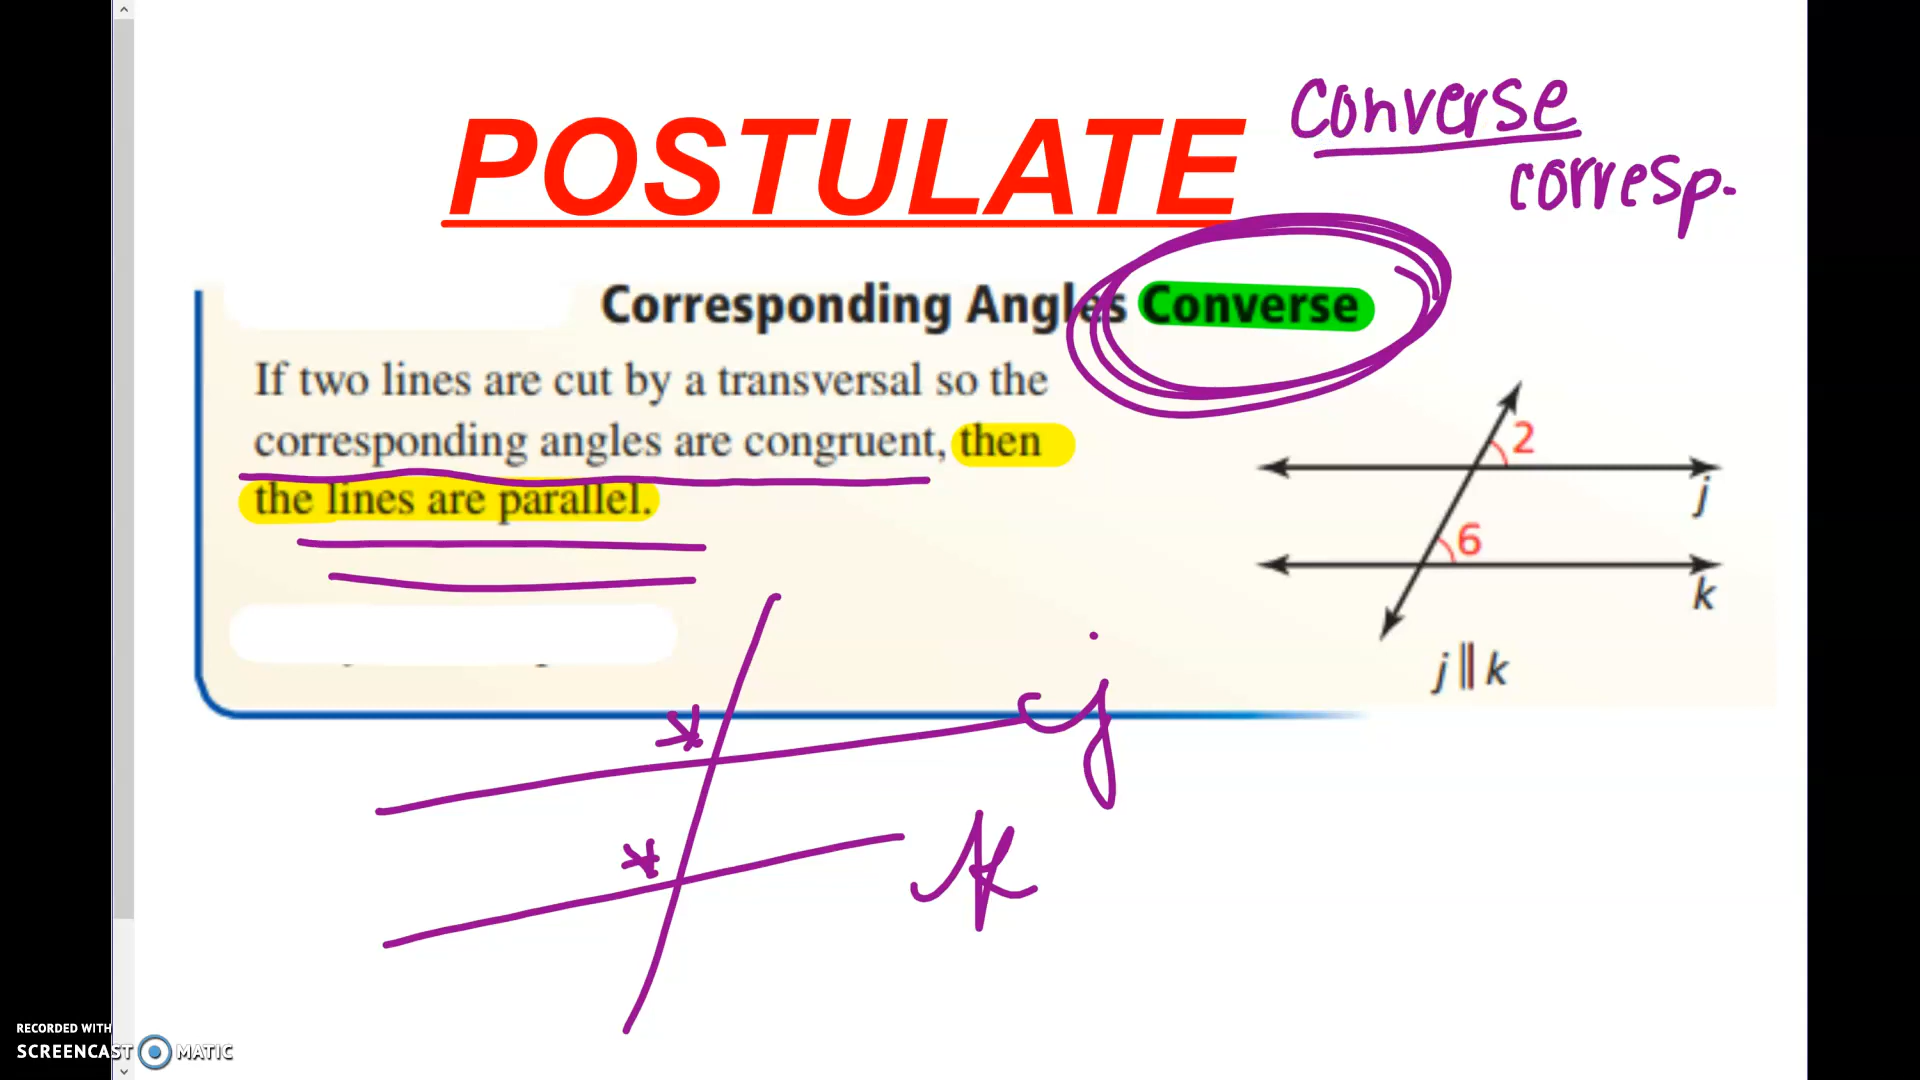 POSTULATE
converse
corresp.
Corresponding Angles Converse
If two lines are cut by a transversal so the
corresponding angles are congruent, then
the lines are parallel.
2
j
6
k
j ∥ k
j
k
RECORDED WITH
SCREENCAST MATIC